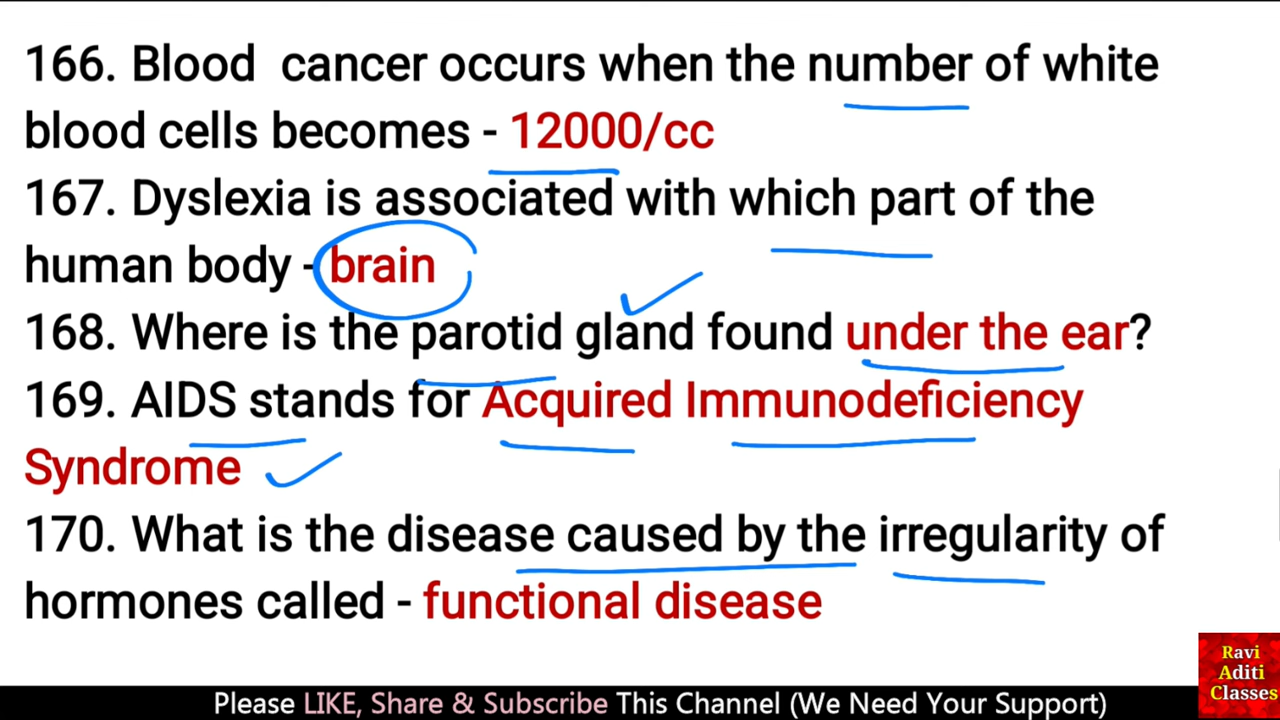 166. Blood cancer occurs when the number of white
blood cells becomes - 12000/cc
167. Dyslexia is associated with which part of the
human body - brain
168. Where is the parotid gland found under the ear?
169. AIDS stands for Acquired Immunodeficiency
Syndrome
170. What is the disease caused by the irregularity of
hormones called - functional disease
Ravi
Aditi
Classes
Please LIKE, Share & Subscribe This Channel (We Need Your Support)